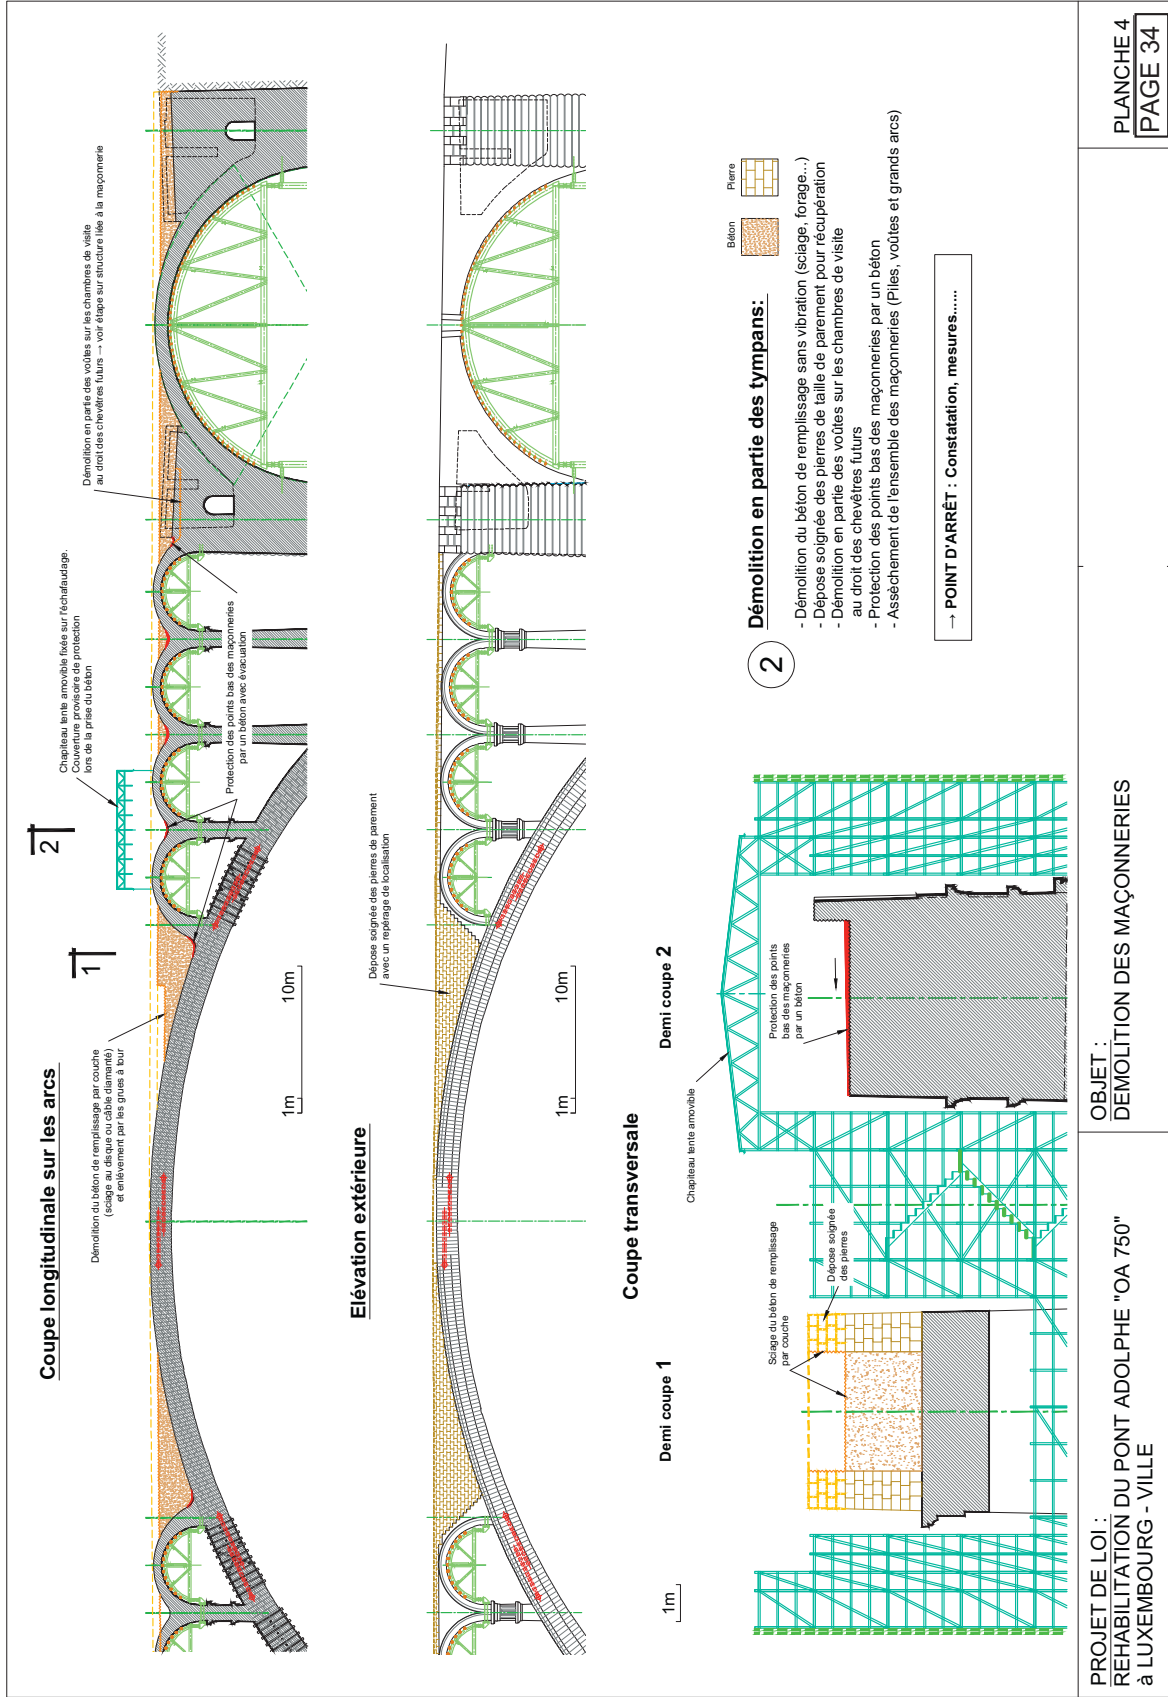 Coupe longitudinale sur les arcs
1
2
Démolition du béton de remplissage par couche
(sciage au disque ou câble diamanté)
et enlèvement par les grues à tour
Chapiteau tente amovible fixée sur l'échafaudage.
Couverture provisoire de protection
lors de la prise du béton
Démolition en partie des voûtes sur les chambres de visite
au droit des chevêtres futurs → voir étape sur structure liée à la maçonnerie
Protection des points bas des maçonneries
par un béton avec évacuation
1m
10m
Elévation extérieure
Dépose soignée des pierres de parement
avec un repérage de localisation
1m
10m
Coupe transversale
Demi coupe 1
Demi coupe 2
1m
Sciage du béton de remplissage
par couche
Dépose soignée
des pierres
Chapiteau tente amovible
Protection des points
bas des maçonneries
par un béton
2
Démolition en partie des tympans:
Béton
Pierre
- Démolition du béton de remplissage sans vibration (sciage, forage...)
- Dépose soignée des pierres de taille de parement pour récupération
- Démolition en partie des voûtes sur les chambres de visite
au droit des chevêtres futurs
- Protection des points bas des maçonneries par un béton
- Assèchement de l'ensemble des maçonneries (Piles, voûtes et grands arcs)
→ POINT D'ARRÊT : Constatation, mesures......
PROJET DE LOI :
REHABILITATION DU PONT ADOLPHE "OA 750"
à LUXEMBOURG - VILLE
OBJET :
DEMOLITION DES MAÇONNERIES
PLANCHE 4
PAGE 34